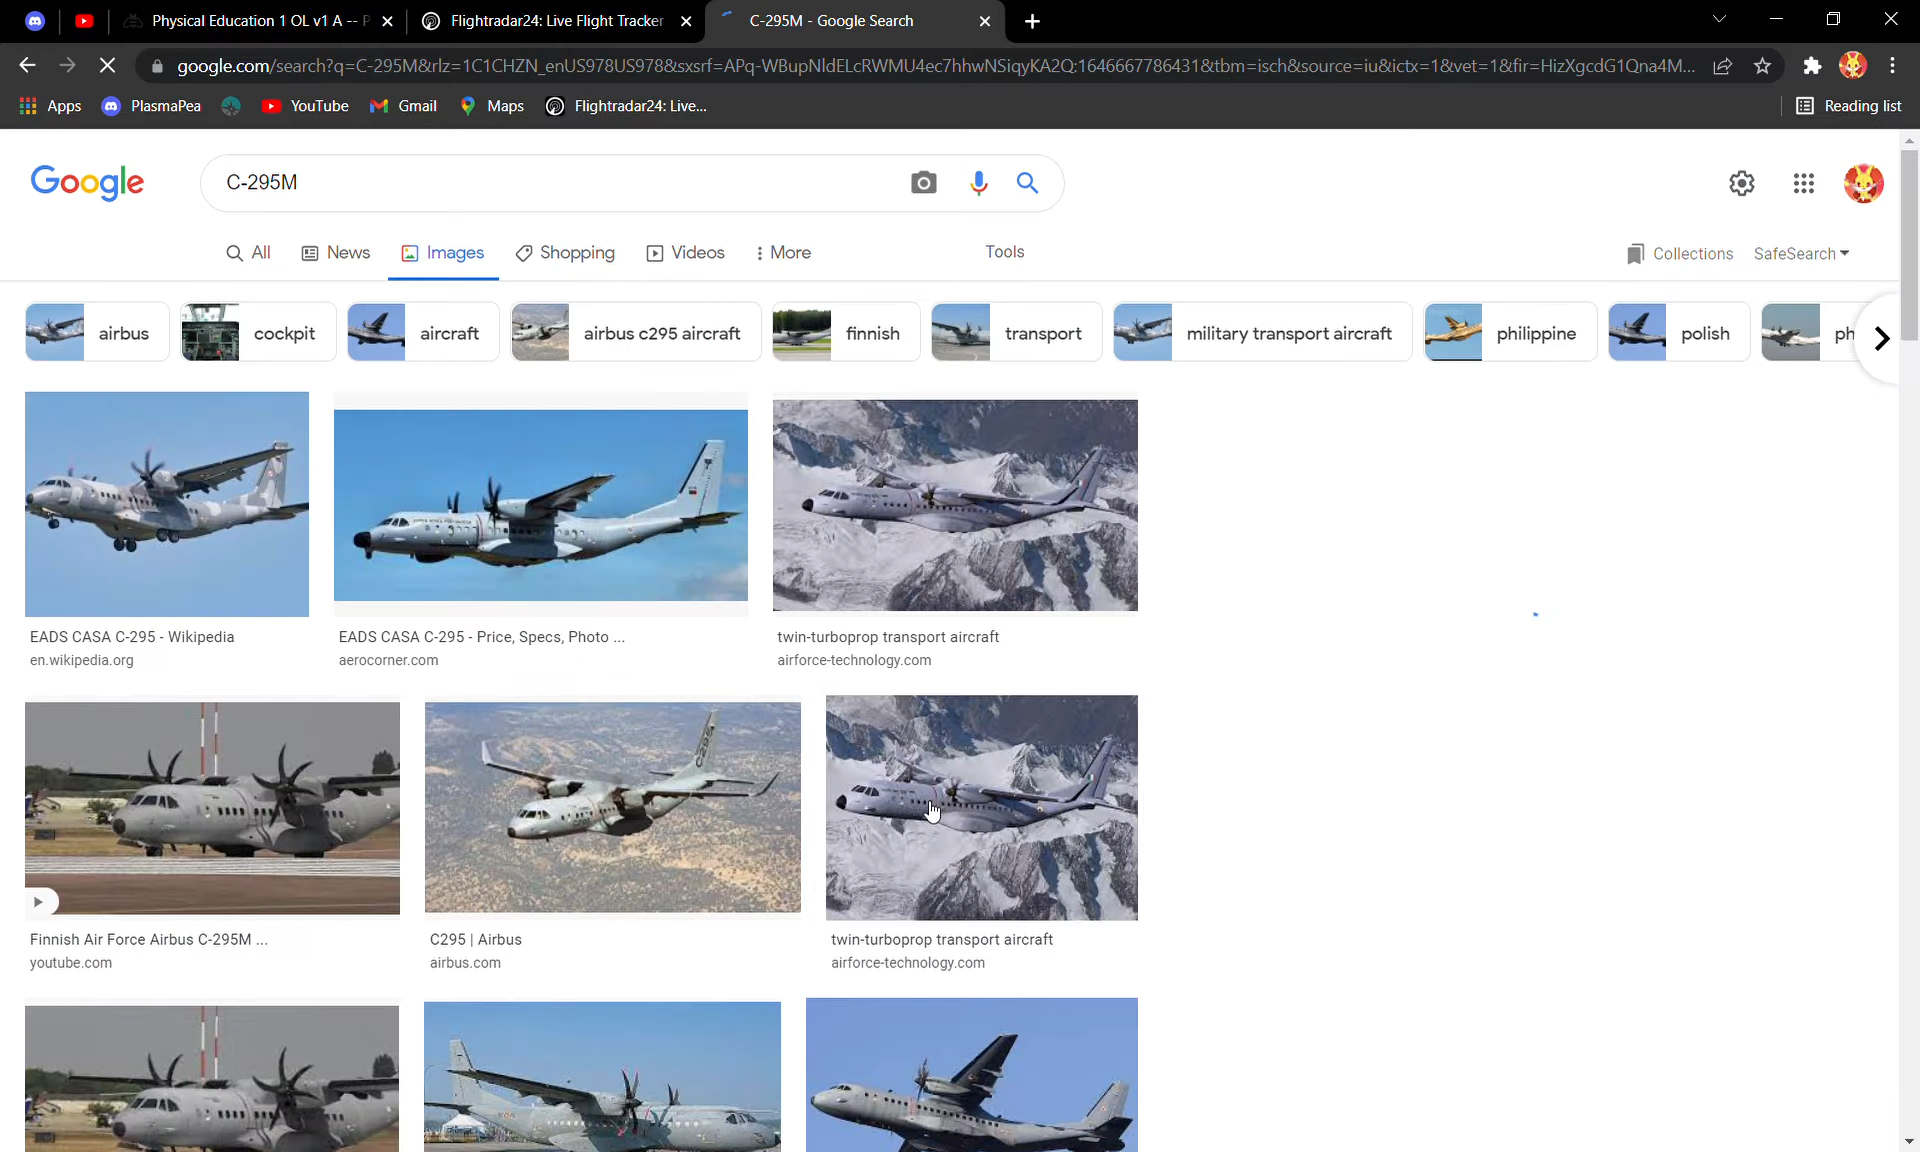 Physical Education 1 OL v1 A -- P
Flightradar24: Live Flight Tracker
C-295M - Google Search
google.com/search?q=C-295M&rlz=1C1CHZN_enUS978US978&sxsrf=APq-WBupNldELcRWMU4ec7hhwNSiqyKA2Q:1646667786431&tbm=isch&source=iu&ictx=1&vet=1&fir=HizXgcdG1Qna4M...
Apps
PlasmaPea
YouTube
Gmail
Maps
Flightradar24: Live...
Reading list
Google
C-295M
All
News
Images
Shopping
Videos
More
Tools
Collections
SafeSearch
airbus
cockpit
aircraft
airbus c295 aircraft
finnish
transport
military transport aircraft
philippine
polish
ph
EADS CASA C-295 - Wikipedia
en.wikipedia.org
EADS CASA C-295 - Price, Specs, Photo ...
aerocorner.com
twin-turboprop transport aircraft
airforce-technology.com
Finnish Air Force Airbus C-295M ...
youtube.com
C295 | Airbus
airbus.com
twin-turboprop transport aircraft
airforce-technology.com